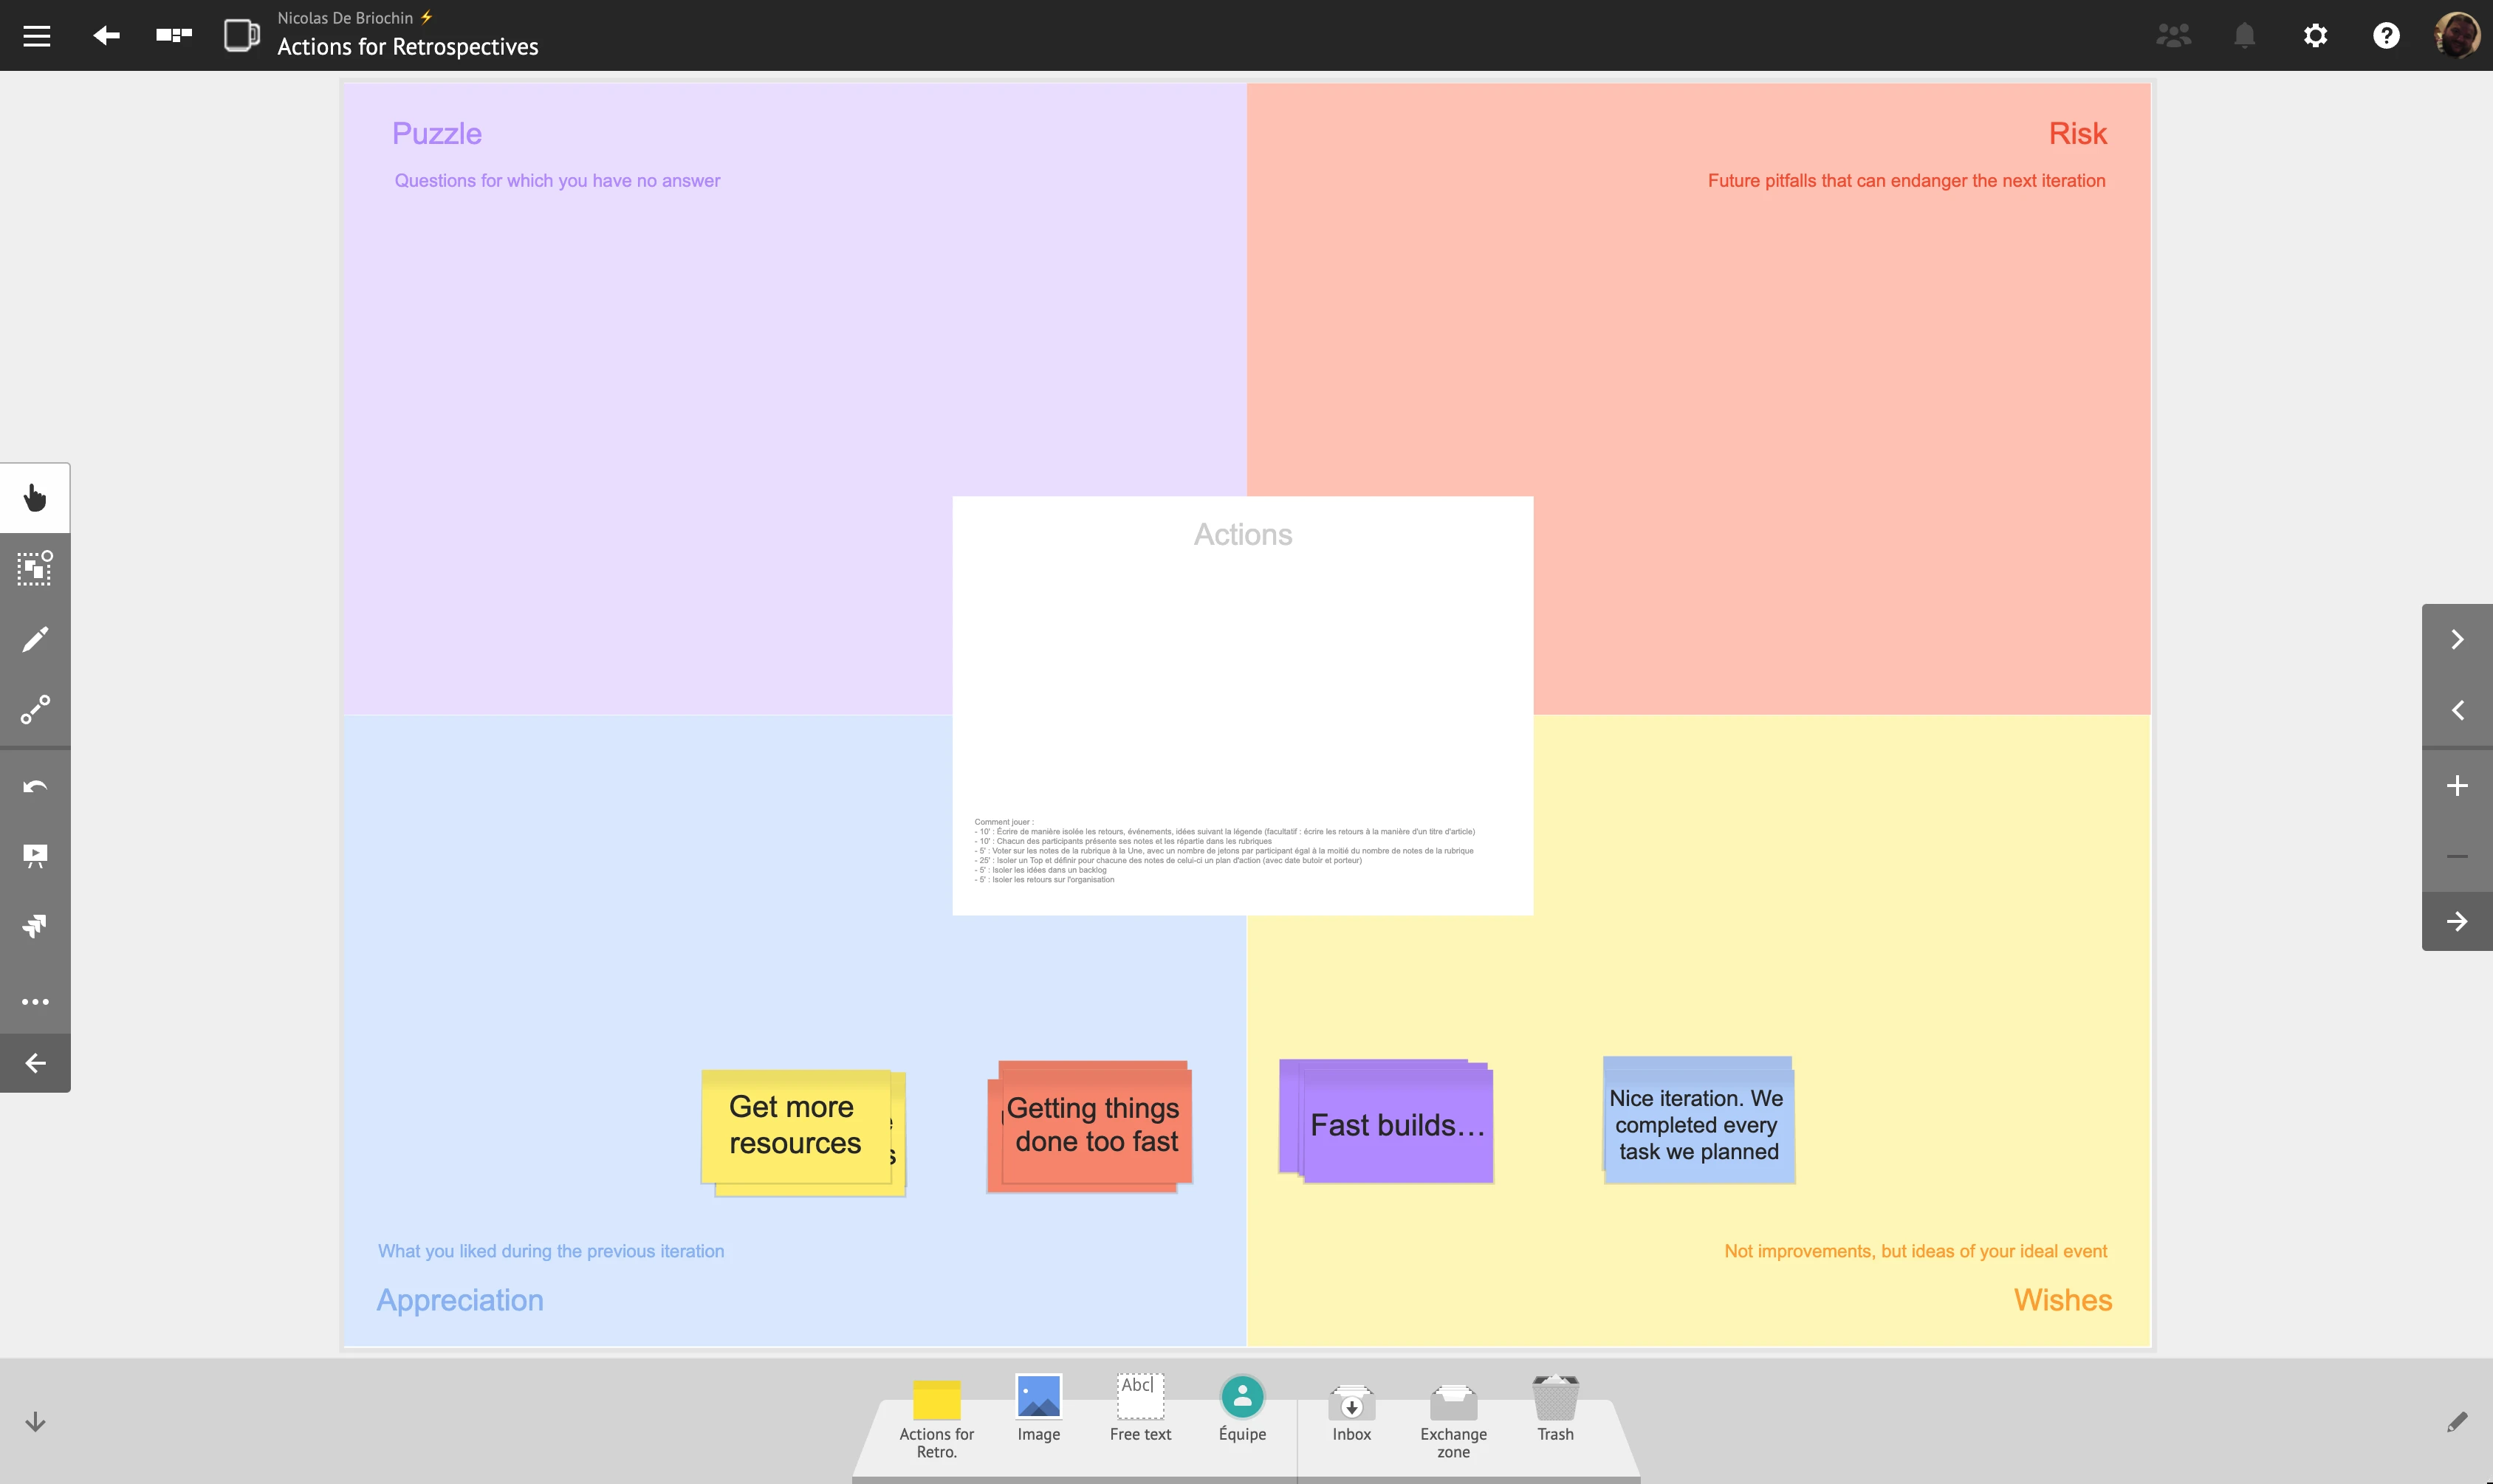 Nicolas De Briochin ⚡
Actions for Retrospectives
Puzzle
Questions for which you have no answer
Risk
Future pitfalls that can endanger the next iteration
Actions
Comment jouer :
- 10' : Écrire de manière isolée les retours, événements, idées suivant la légende (facultatif : écrire les retours à la manière d'un titre d'article)
- 10' : Chacun des participants présente ses notes et les répartie dans les rubriques
- 5' : Voter sur les notes de la rubrique à la Une, avec un nombre de jetons par participant égal à la moitié du nombre de notes de la rubrique
- 25' : Isoler un Top et définir pour chacune des notes de celui-ci un plan d'action (avec date butoir et porteur)
- 5' : Isoler les idées dans un backlog
- 5' : Isoler les retours sur l'organisation
Get more
resources
Getting things
done too fast
Fast builds...
Nice iteration. We
completed every
task we planned
What you liked during the previous iteration
Appreciation
Not improvements, but ideas of your ideal event
Wishes
Abc
Actions for
Retro.
Image
Free text
Équipe
Inbox
Exchange
zone
Trash